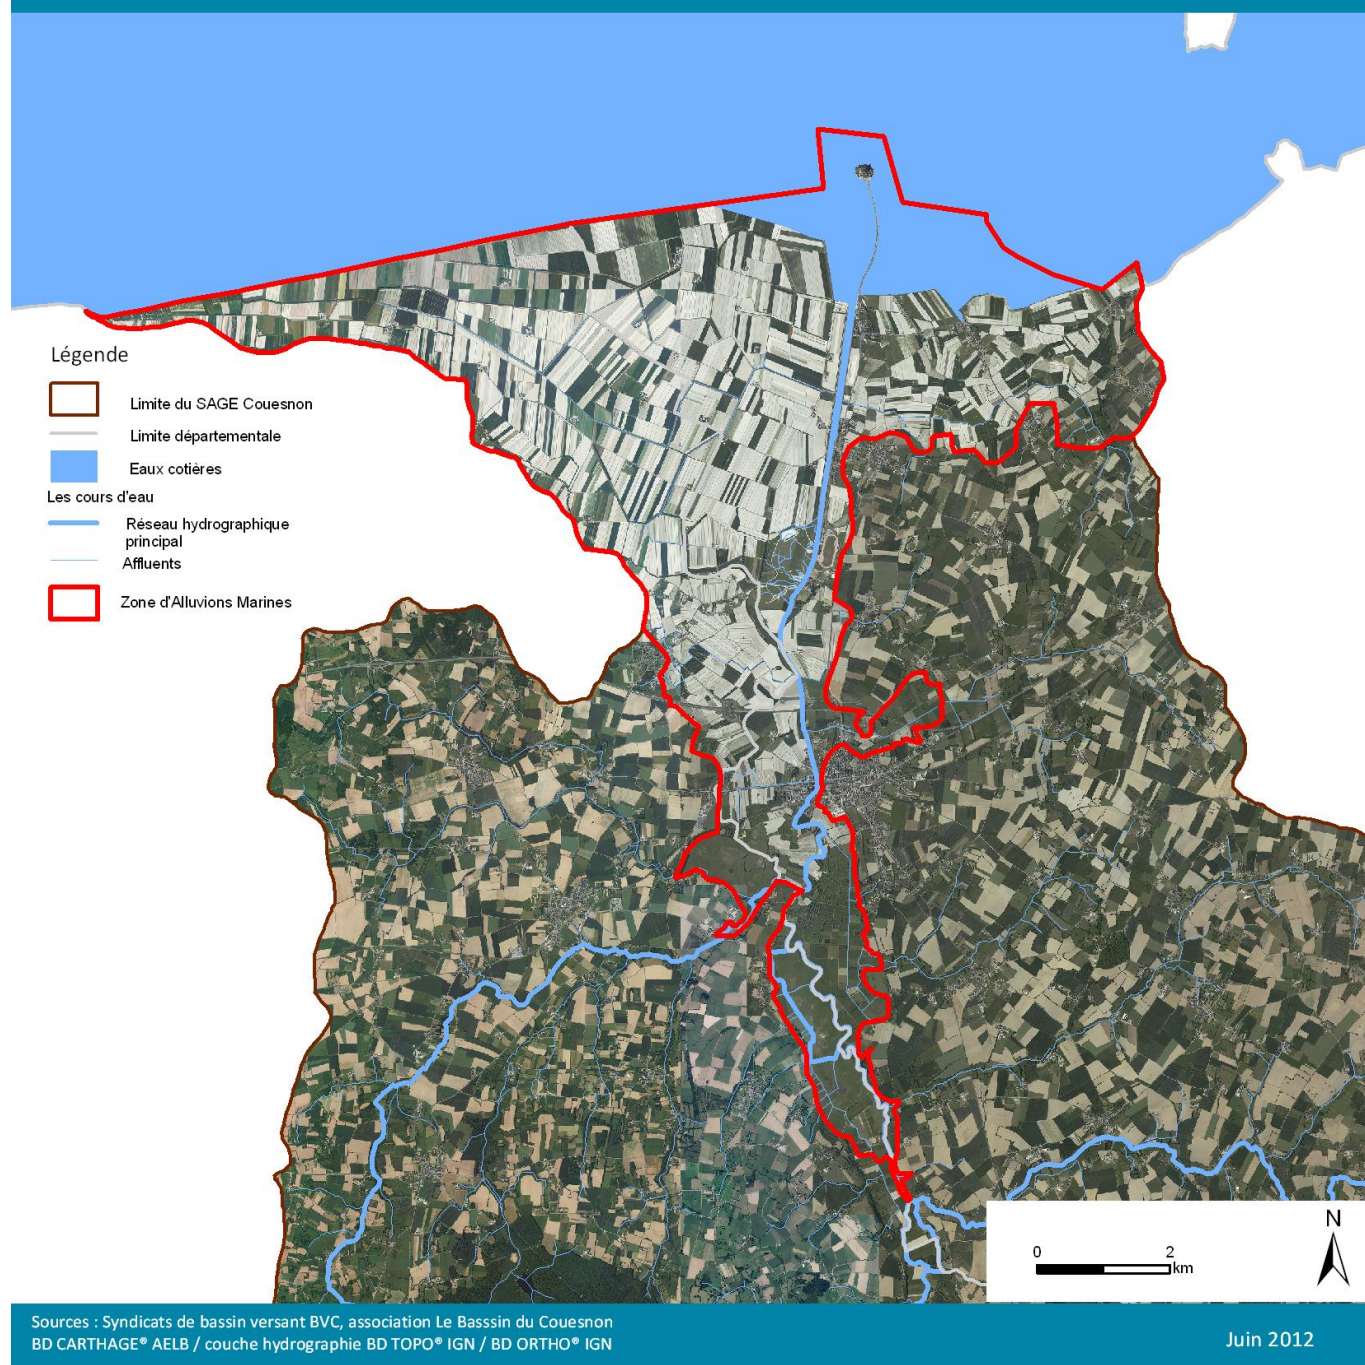 Légende
Limite du SAGE Couesnon
Limite départementale
Eaux cotières
Les cours d'eau
Réseau hydrographique
principal
Affluents
Zone d'Alluvions Marines
N
0 2
km
Sources : Syndicats de bassin versant BVC, association Le Basssin du Couesnon
BD CARTHAGE® AELB / couche hydrographie BD TOPO® IGN / BD ORTHO® IGN
Juin 2012